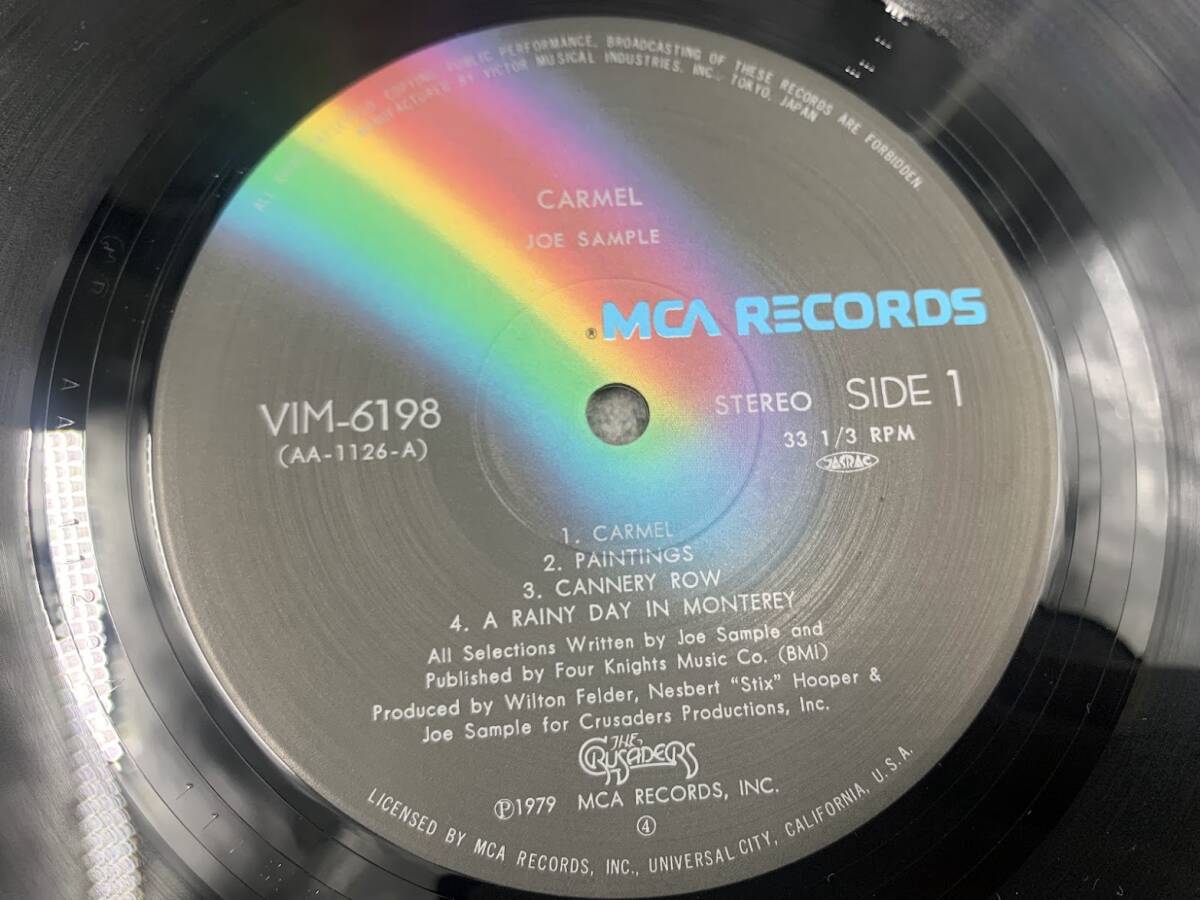 COPYING, PUBLIC PERFORMANCE, BROADCASTING OF THESE RECORDS ARE FORBIDDEN.
MANUFACTURED BY VICTOR MUSICAL INDUSTRIES, INC., TOKYO, JAPAN
CARMEL
JOE SAMPLE
® MCA RECORDS
VIM-6198
(AA-1126-A)
STEREO SIDE 1
33 1/3 RPM
JASRAC
1. CARMEL
2. PAINTINGS
3. CANNERY ROW
4. A RAINY DAY IN MONTEREY
All Selections Written by Joe Sample and
Published by Four Knights Music Co. (BMI)
Produced by Wilton Felder, Nesbert "Stix" Hooper &
Joe Sample for Crusaders Productions, Inc.
THE CRUSADERS
℗1979 MCA RECORDS, INC.
④
LICENSED BY MCA RECORDS, INC., UNIVERSAL CITY, CALIFORNIA, U.S.A.